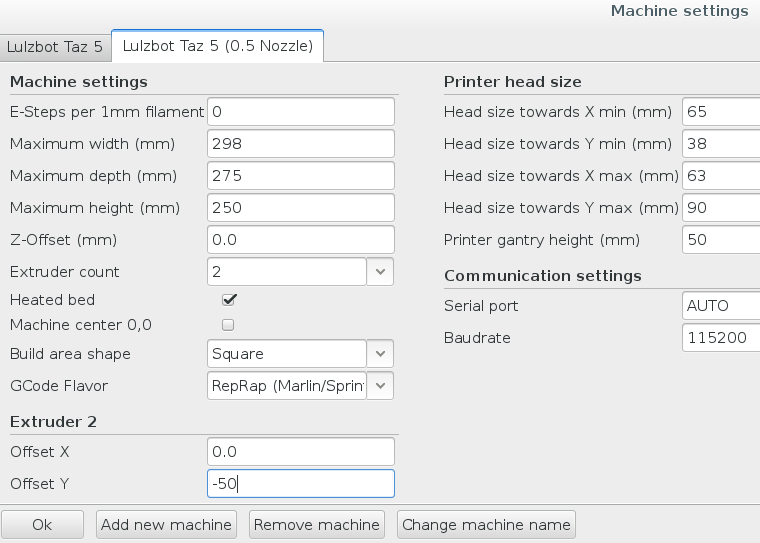 Machine settings
Lulzbot Taz 5
Lulzbot Taz 5 (0.5 Nozzle)
Machine settings
E-Steps per 1mm filament 0
Maximum width (mm) 298
Maximum depth (mm) 275
Maximum height (mm) 250
Z-Offset (mm) 0.0
Extruder count 2
Heated bed
Machine center 0,0
Build area shape Square
GCode Flavor RepRap (Marlin/Sprin
Extruder 2
Offset X 0.0
Offset Y -50
Printer head size
Head size towards X min (mm) 65
Head size towards Y min (mm) 38
Head size towards X max (mm) 63
Head size towards Y max (mm) 90
Printer gantry height (mm) 50
Communication settings
Serial port AUTO
Baudrate 115200
Ok
Add new machine
Remove machine
Change machine name